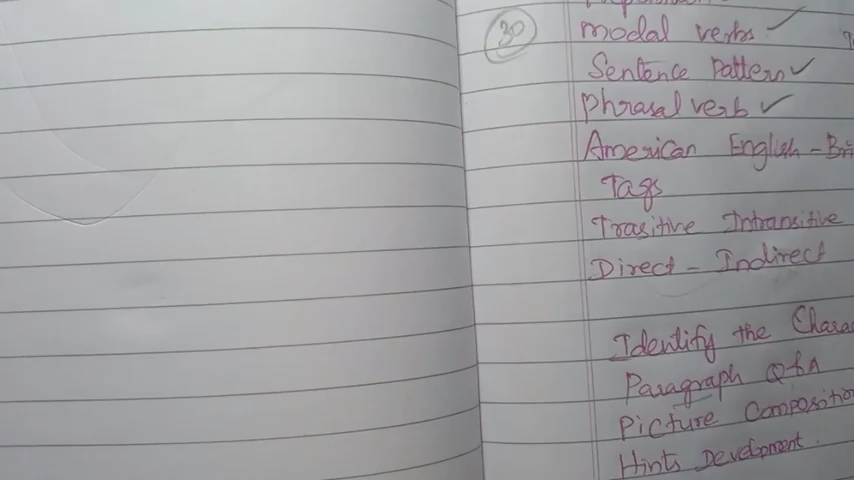 30
modal verbs ✓
Sentence Pattern ✓
Phrasal verb ✓
American English -
Tags
Trasitive Intransitive
Direct - Indirect
Identify the
Paragraph Q&A
Picture
Hints Development.